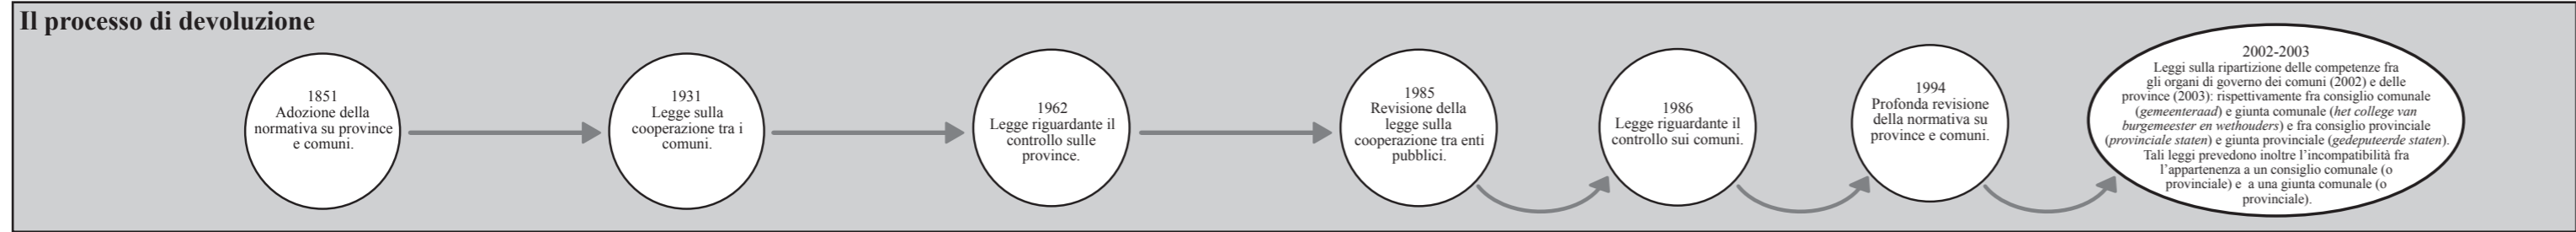 Il processo di devoluzione
1851
Adozione della
normativa su province
e comuni.
1931
Legge sulla
cooperazione tra i
comuni.
1962
Legge riguardante il
controllo sulle
province.
1985
Revisione della
legge sulla
cooperazione tra enti
pubblici.
1986
Legge riguardante il
controllo sui comuni.
1994
Profonda revisione
della normativa su
province e comuni.
2002-2003
Leggi sulla ripartizione delle competenze fra
gli organi di governo dei comuni (2002) e delle
province (2003): rispettivamente fra consiglio comunale
(gemeenteraad) e giunta comunale (het college van
burgemeester en wethouders) e fra consiglio provinciale
(provinciale staten) e giunta provinciale (gedeputeerde staten).
Tali leggi prevedono inoltre l'incompatibilità fra
l'appartenenza a un consiglio comunale (o
provinciale) e a una giunta comunale (o
provinciale).